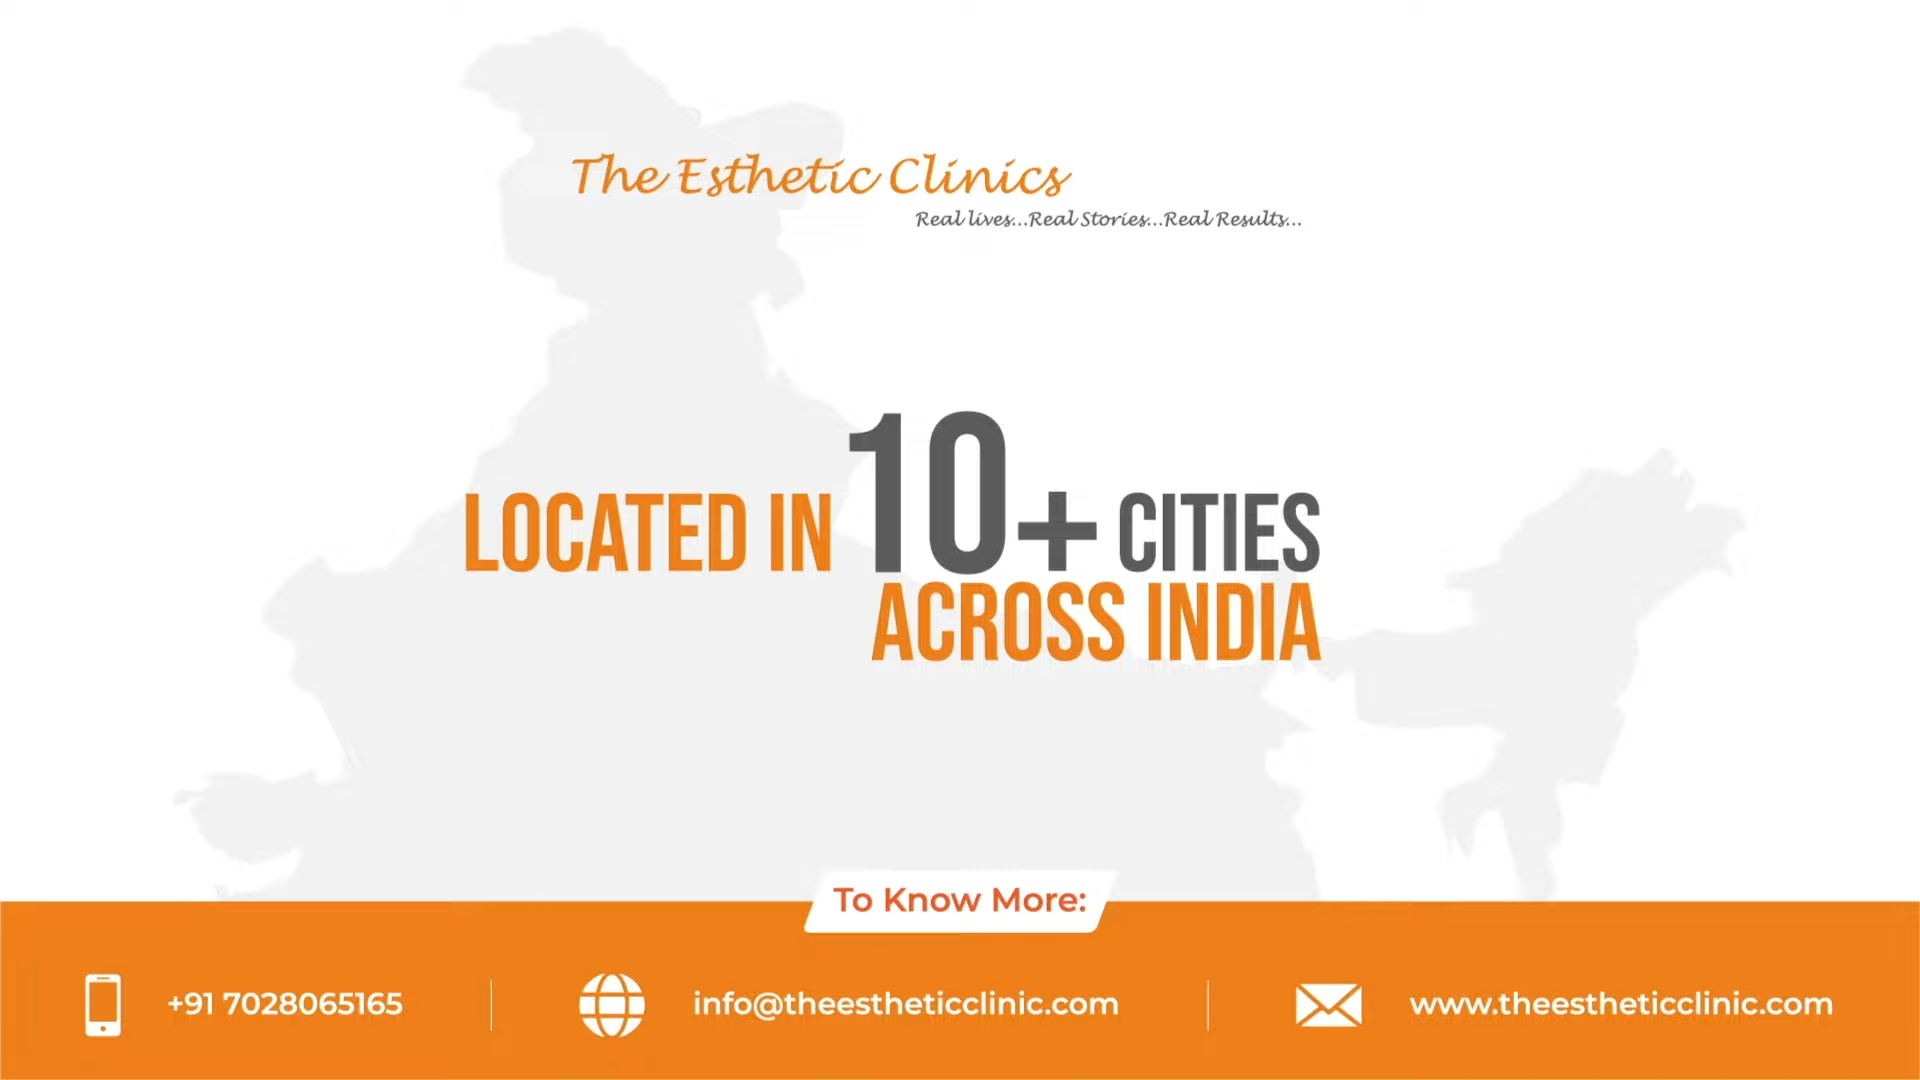 The Esthetic Clinics
Real lives...Real Stories...Real Results...
LOCATED IN 10+ CITIES
ACROSS INDIA
To Know More:
+91 7028065165
info@theestheticclinic.com
www.theestheticclinic.com